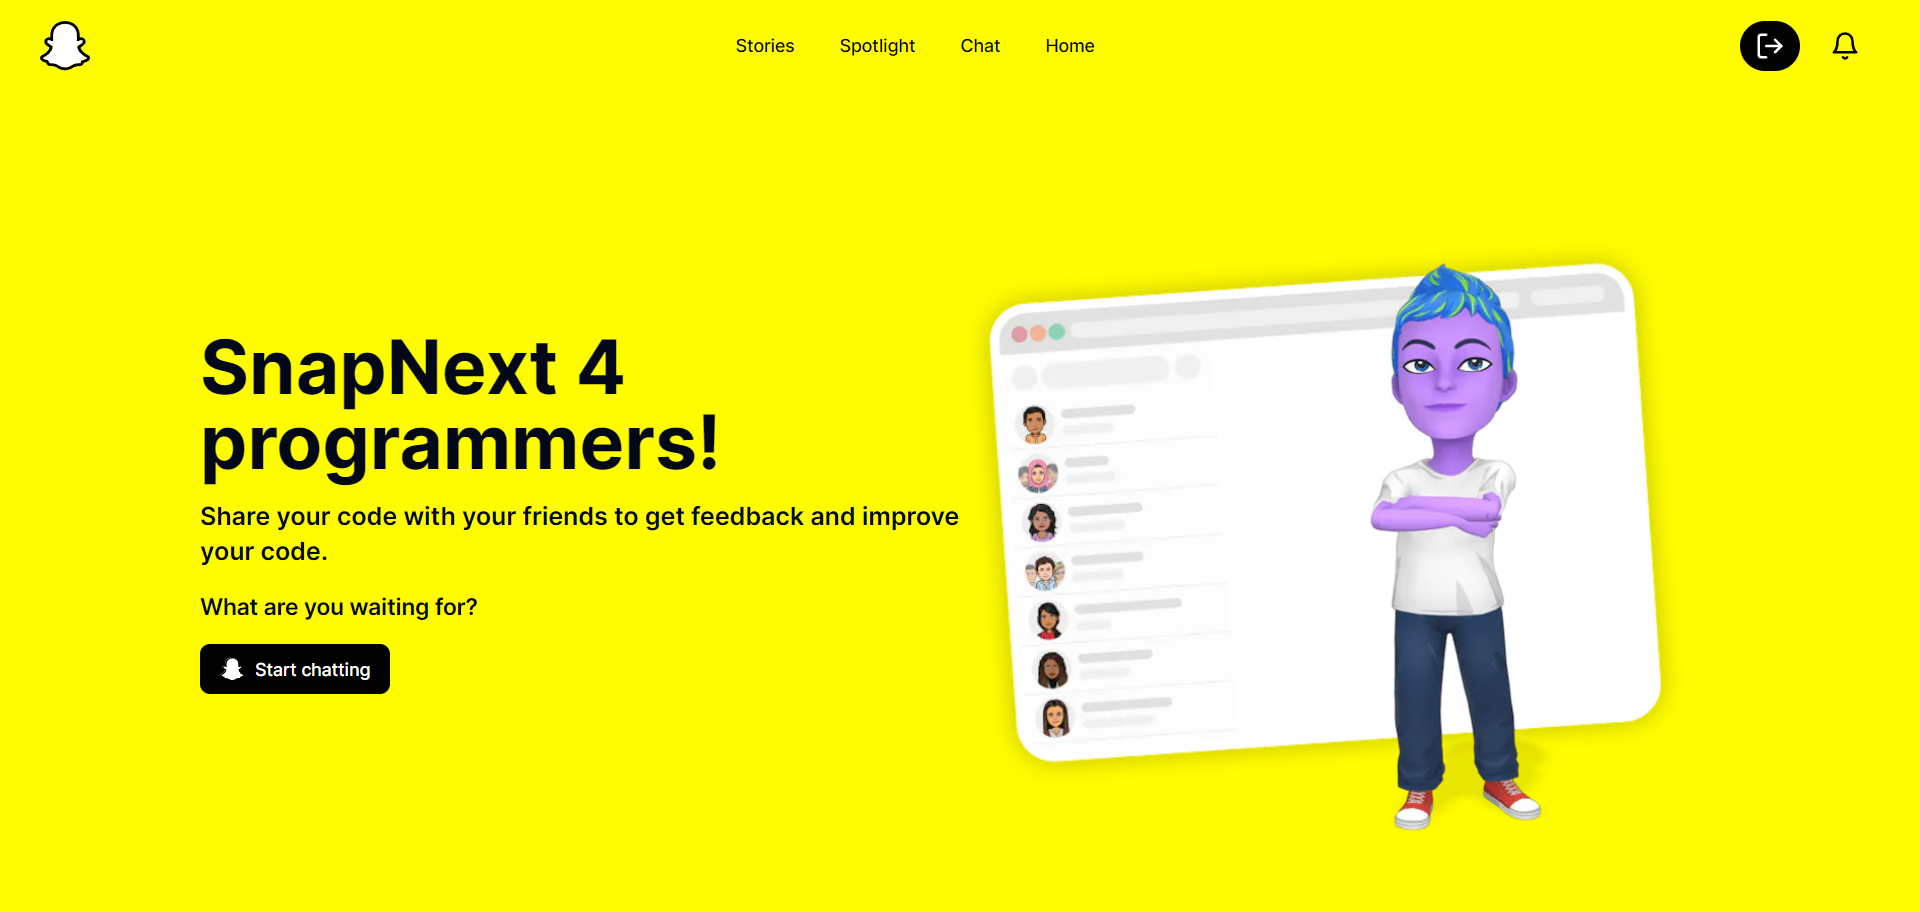 Stories
Spotlight
Chat
Home
SnapNext 4
programmers!
Share your code with your friends to get feedback and improve
your code.
What are you waiting for?
Start chatting